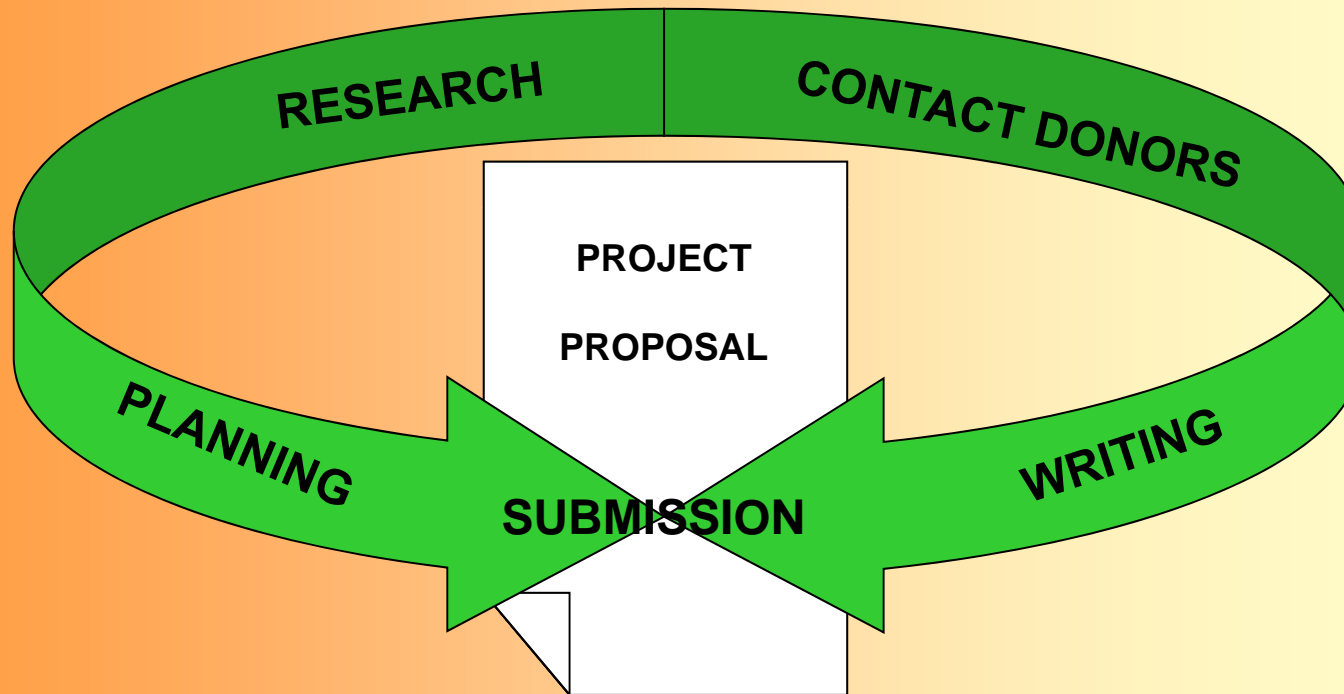 RESEARCH
CONTACT DONORS
PROJECT
PROPOSAL
PLANNING
WRITING
SUBMISSION